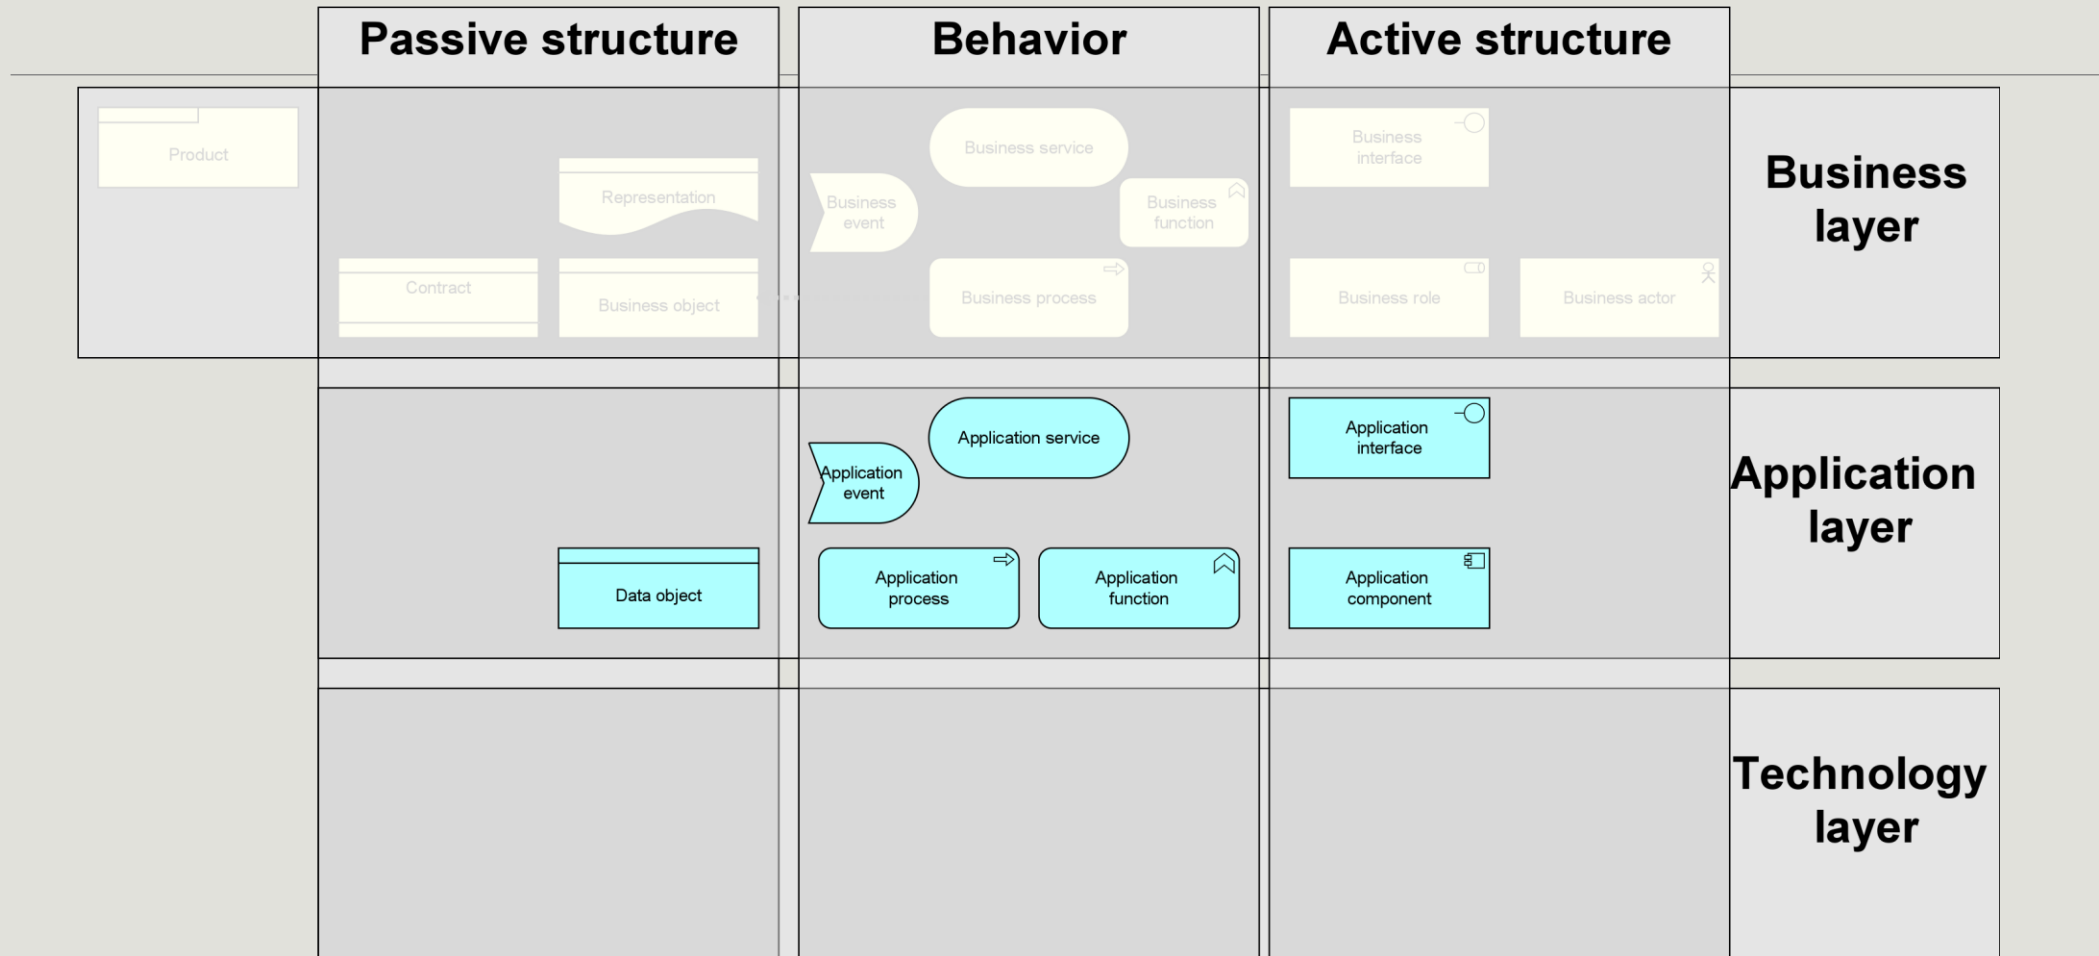 Passive structure
Behavior
Active structure
Product
Representation
Contract
Business object
Business service
Business
event
Business
function
Business process
Business
interface
Business role
Business actor
Business
layer
Application service
Application
event
Data object
Application
process
Application
function
Application
interface
Application
component
Application
layer
Technology
layer